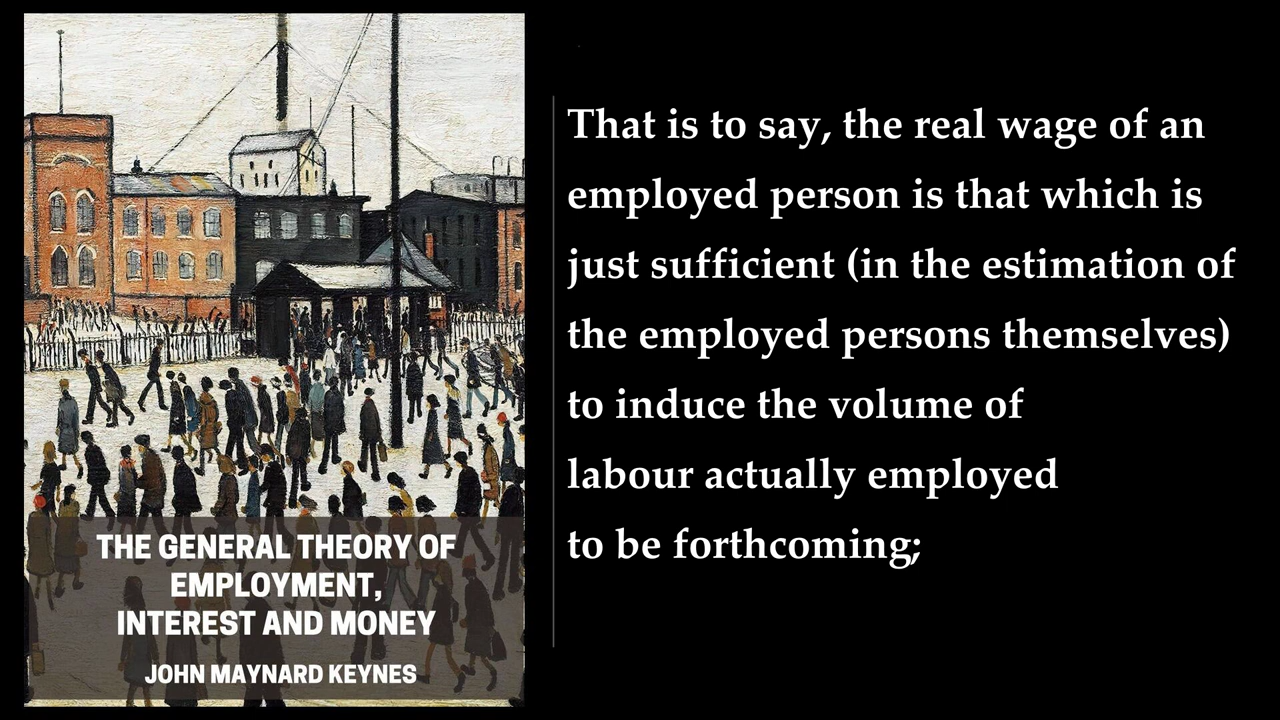 THE GENERAL THEORY OF
EMPLOYMENT,
INTEREST AND MONEY
JOHN MAYNARD KEYNES
That is to say, the real wage of an
employed person is that which is
just sufficient (in the estimation of
the employed persons themselves)
to induce the volume of
labour actually employed
to be forthcoming;